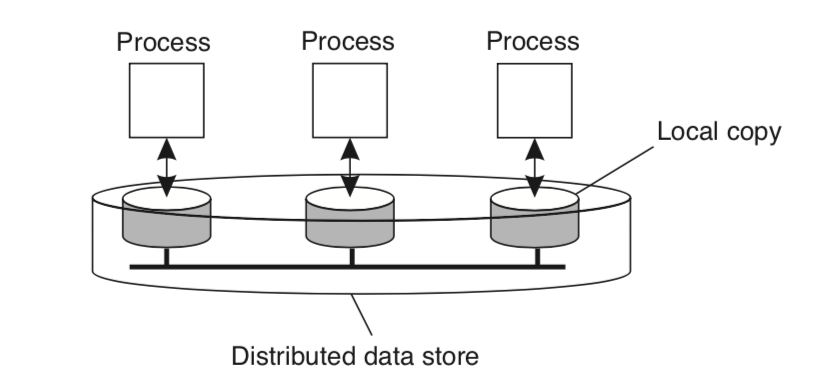 Process
Process
Process
Local copy
Distributed data store